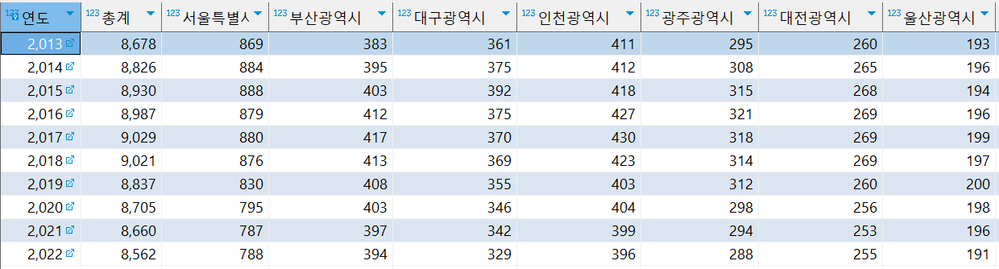 123 연도 123 총계 123 서울특별시 123 부산광역시 123 대구광역시 123 인천광역시 123 광주광역시 123 대전광역시 123 울산광역시
2,013 8,678 869 383 361 411 295 260 193
2,014 8,826 884 395 375 412 308 265 196
2,015 8,930 888 403 392 418 315 268 194
2,016 8,987 879 412 375 427 321 269 196
2,017 9,029 880 417 370 430 318 269 199
2,018 9,021 876 413 369 423 314 269 197
2,019 8,837 830 408 355 403 312 260 200
2,020 8,705 795 403 346 404 298 256 198
2,021 8,660 787 397 342 399 294 253 196
2,022 8,562 788 394 329 396 288 255 191